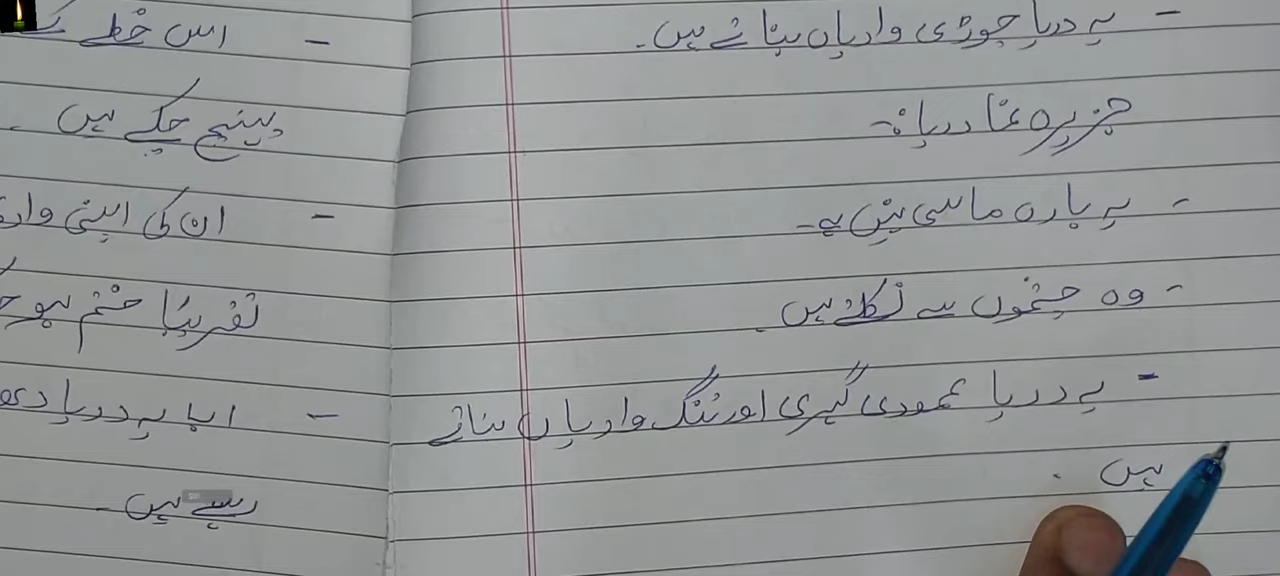 - یہ دریا چوڑی وادیاں بناتے ہیں۔
جزیرہ نما دریا:-
- یہ بارہ ماسی نہیں ہے۔
- وہ چشموں سے نکلتے ہیں۔
- یہ دریا عمودی گہری اور تنگ وادیاں بناتے
ہیں۔
- اس خطے کے
پہنچ چکے ہیں۔
- ان کی اپنی
تقریباً ختم ہو
- اب یہ دریا
رہے ہیں۔